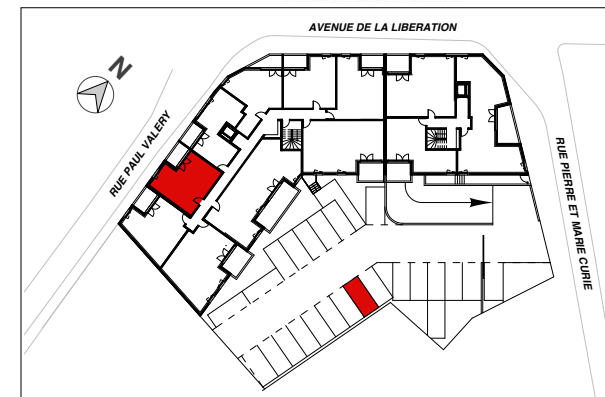 AVENUE DE LA LIBERATION
N
RUE PAUL VALERY
RUE PIERRE ET MARIE CURIE